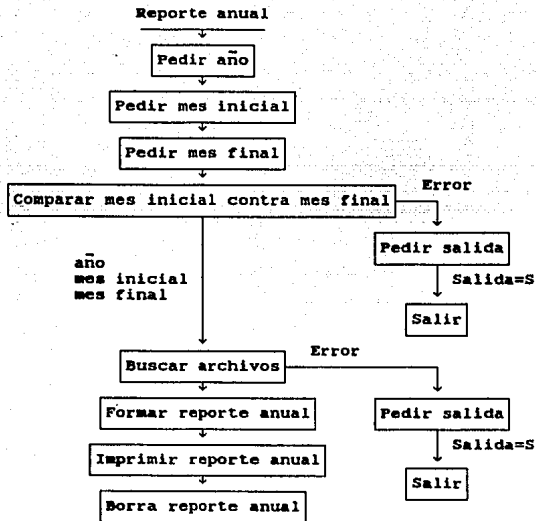 Reporte anual
Pedir año
Pedir mes inicial
Pedir mes final
Comparar mes inicial contra mes final
Error
Pedir salida
Salida=S
Salir
año
mes inicial
mes final
Buscar archivos
Error
Formar reporte anual
Pedir salida
Salida=S
Imprimir reporte anual
Salir
Borra reporte anual